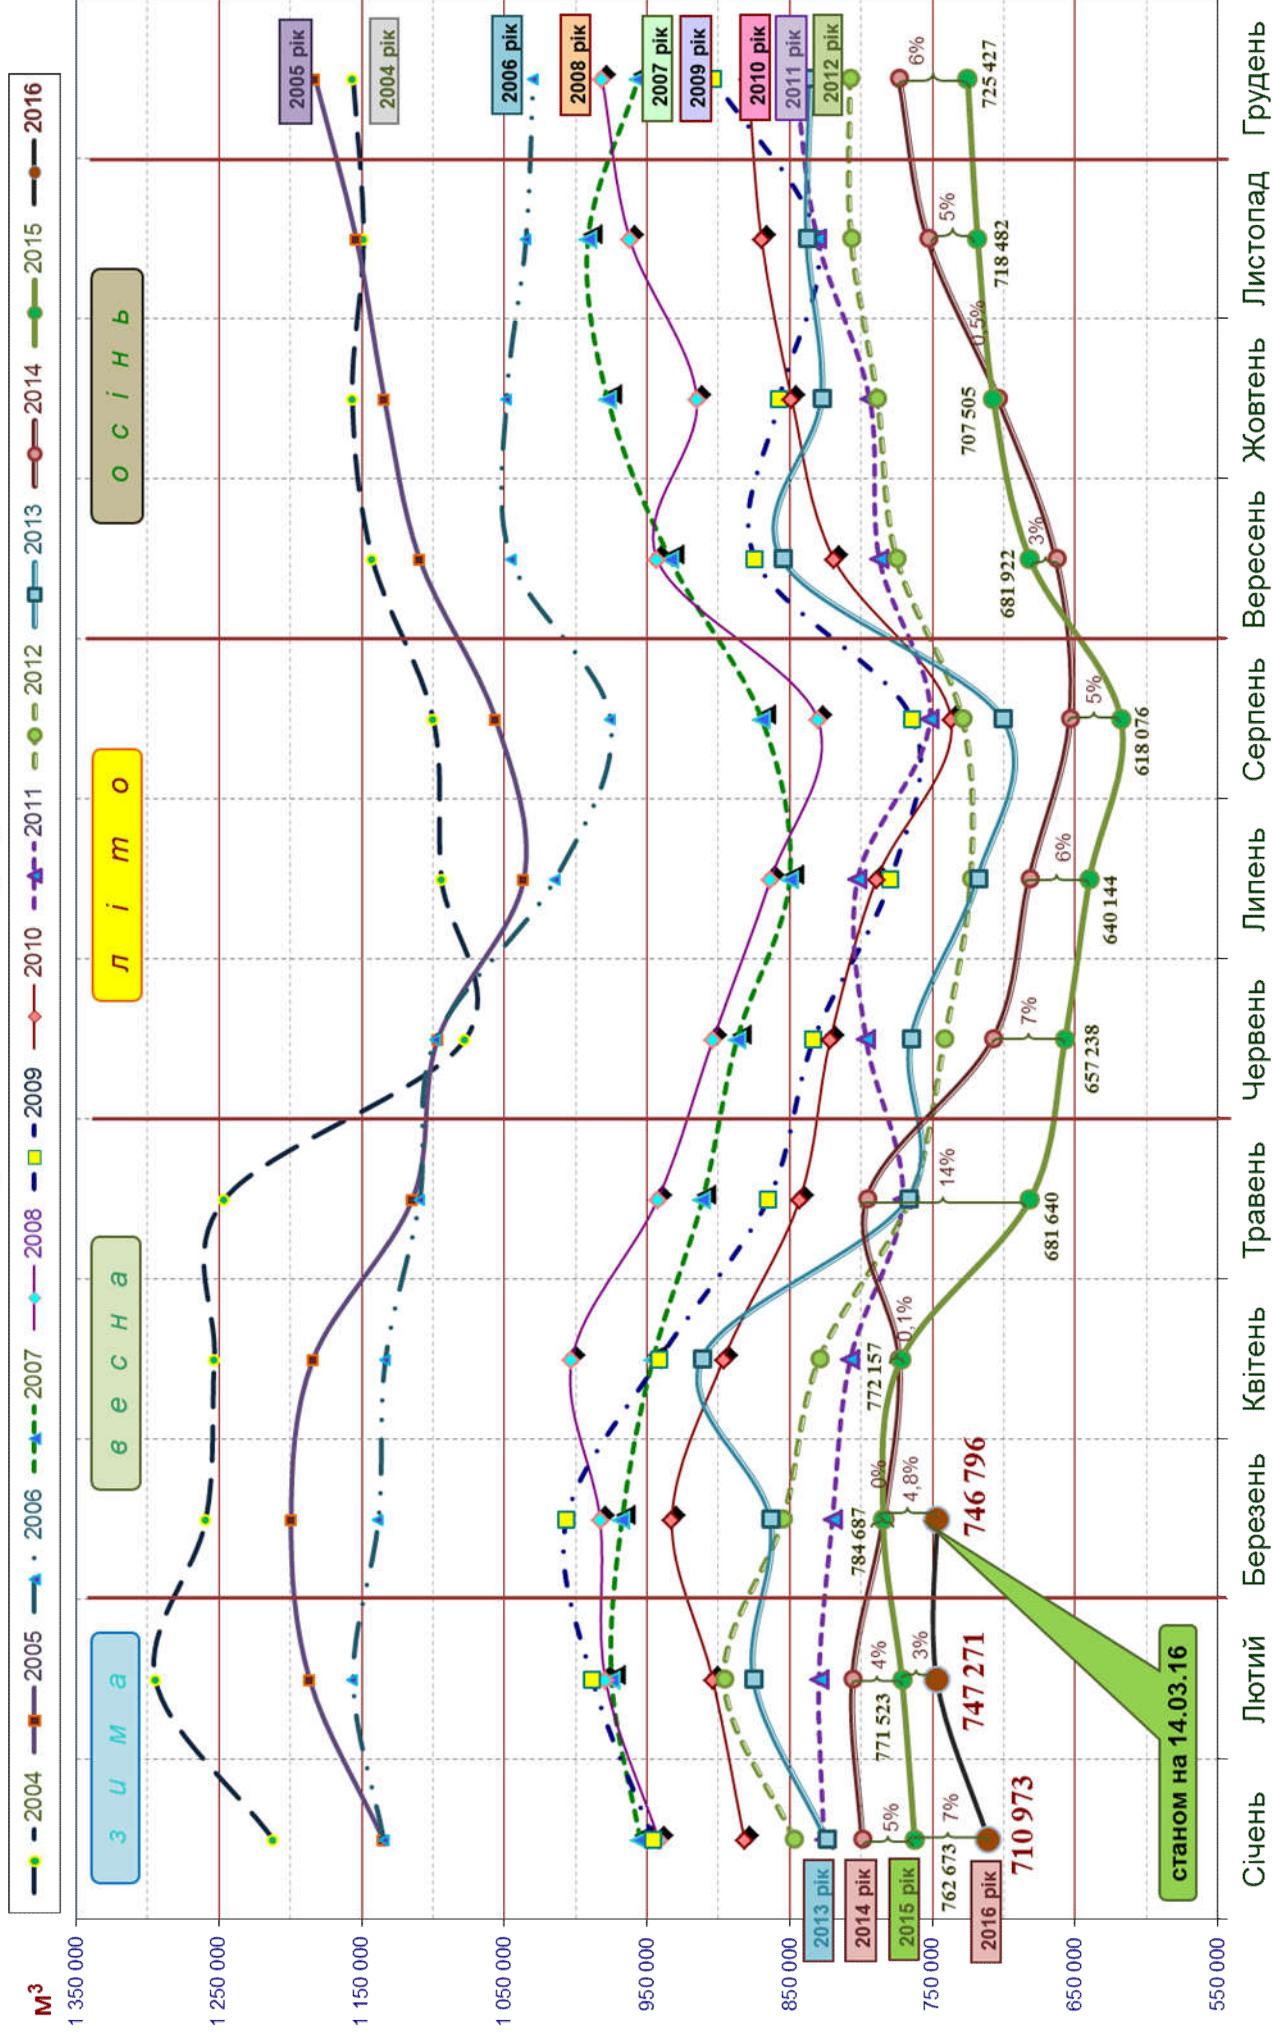 2004 2005 2006 2007 2008 2009 2010 2011 2012 2013 2014 2015 2016
м³
зима
весна
літо
осінь
1 350 000
1 250 000
1 150 000
1 050 000
950 000
850 000
750 000
650 000
550 000
2005 рік
2004 рік
2006 рік
2008 рік
2007 рік
2009 рік
2010 рік
2011 рік
2012 рік
2013 рік
2014 рік
2015 рік
2016 рік
5%
762 673
7%
710 973
4%
771 523
3%
747 271
784 687
0%
4,8%
746 796
772 157
0,1%
14%
681 640
7%
657 238
6%
640 144
5%
618 076
681 922
3%
707 505
0,5%
5%
718 482
6%
725 427
станом на 14.03.16
Січень Лютий Березень Квітень Травень Червень Липень Серпень Вересень Жовтень Листопад Грудень